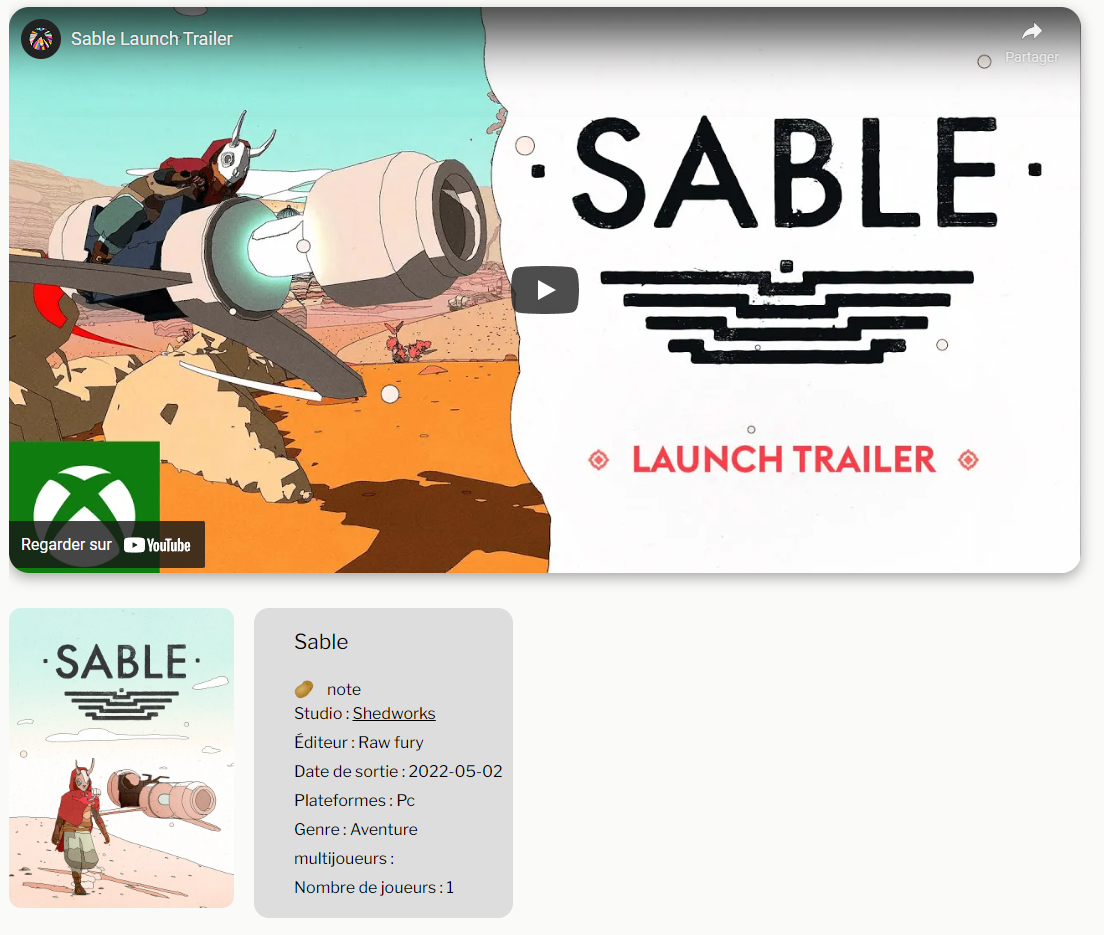 Sable Launch Trailer
Partager
·SABLE·
LAUNCH TRAILER
Regarder sur YouTube
·SABLE·
Sable
note
Studio : Shedworks
Éditeur : Raw fury
Date de sortie : 2022-05-02
Plateformes : Pc
Genre : Aventure
multijoueurs :
Nombre de joueurs : 1